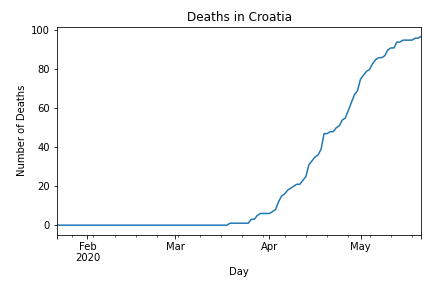 Deaths in Croatia
100
80
60
40
20
0
Number of Deaths
Feb
2020
Mar
Apr
May
Day